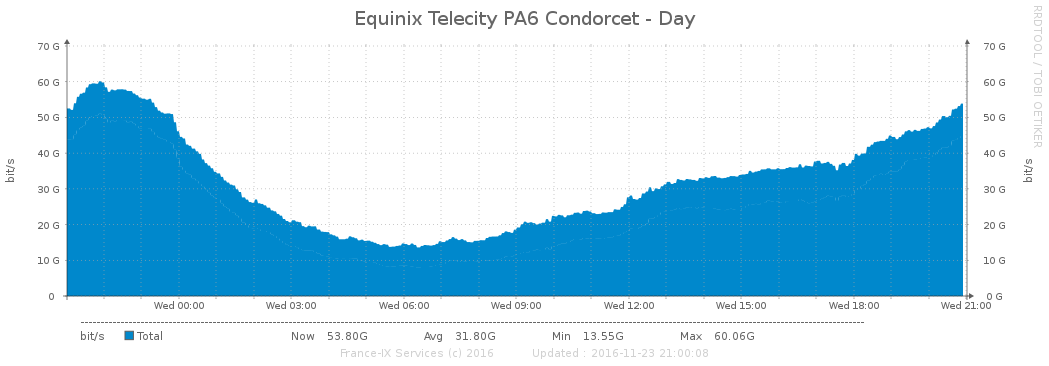 Equinix Telecity PA6 Condorcet - Day
RRDTOOL / TOBI OETIKER
bit/s
bit/s
70 G 70 G
60 G 60 G
50 G 50 G
40 G 40 G
30 G 30 G
20 G 20 G
10 G 10 G
0 0 G
Wed 00:00 Wed 03:00 Wed 06:00 Wed 09:00 Wed 12:00 Wed 15:00 Wed 18:00 Wed 21:00
bit/s Total Now 53.80G Avg 31.80G Min 13.55G Max 60.06G
France-IX Services (c) 2016 Updated : 2016-11-23 21:00:08